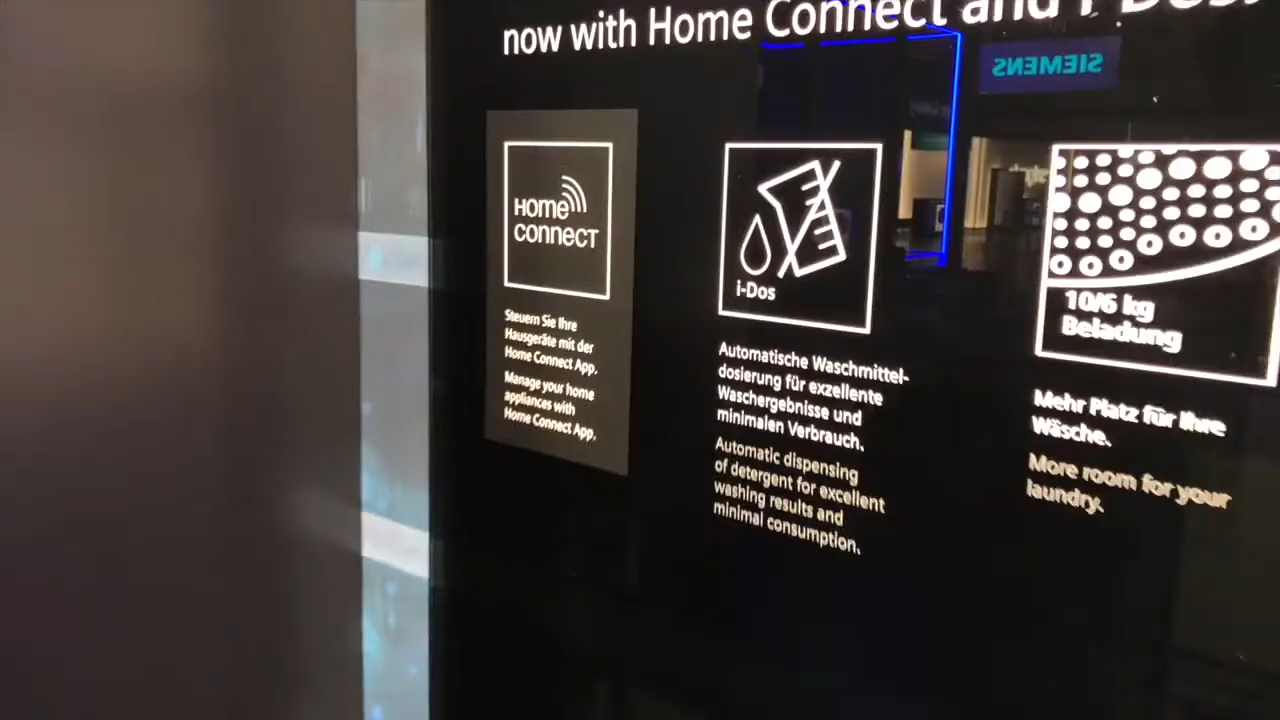 now with Home Connect and i-Dos.
SIEMENS
Home
connect
Steuern Sie Ihre
Hausgeräte mit der
Home Connect App.
Manage your home
appliances with
Home Connect App.
i-Dos
Automatische Waschmittel-
dosierung für exzellente
Waschergebnisse und
minimalen Verbrauch.
Automatic dispensing
of detergent for excellent
washing results and
minimal consumption.
10/6 kg
Beladung
Mehr Platz für Ihre
Wäsche.
More room for your
laundry.